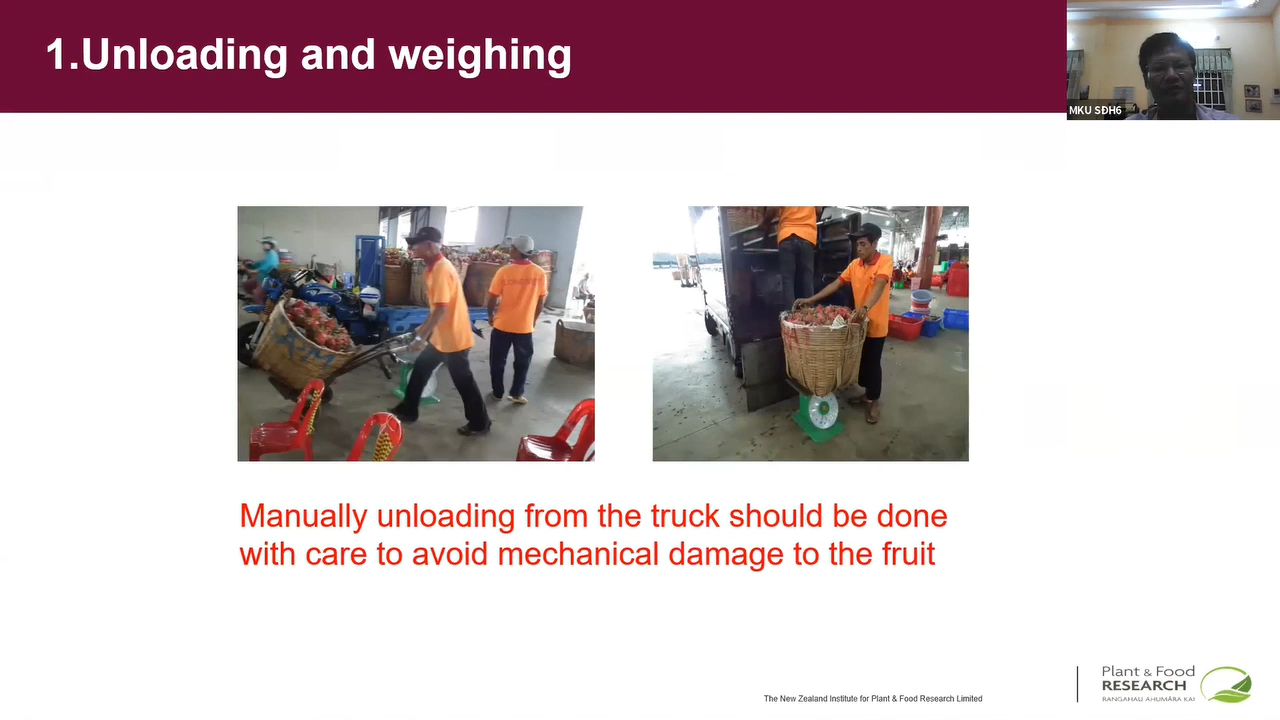 1.Unloading and weighing
MKU SĐH6
Manually unloading from the truck should be done
with care to avoid mechanical damage to the fruit
The New Zealand Institute for Plant & Food Research Limited
Plant & Food
RESEARCH
RANGAHAU AHUMĀRA KAI